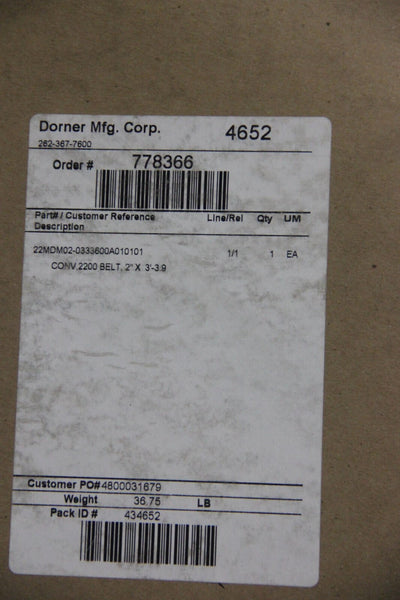 Dorner Mfg. Corp. 4652
262-367-7600
Order # 778366
Part# / Customer Reference Line/Rel Qty UM
Description
22MDM02-0333600A010101 1/1 1 EA
CONV,2200 BELT, 2" X 3'-3.9
Customer PO# 4800031679
Weight 36.75 LB
Pack ID # 434652